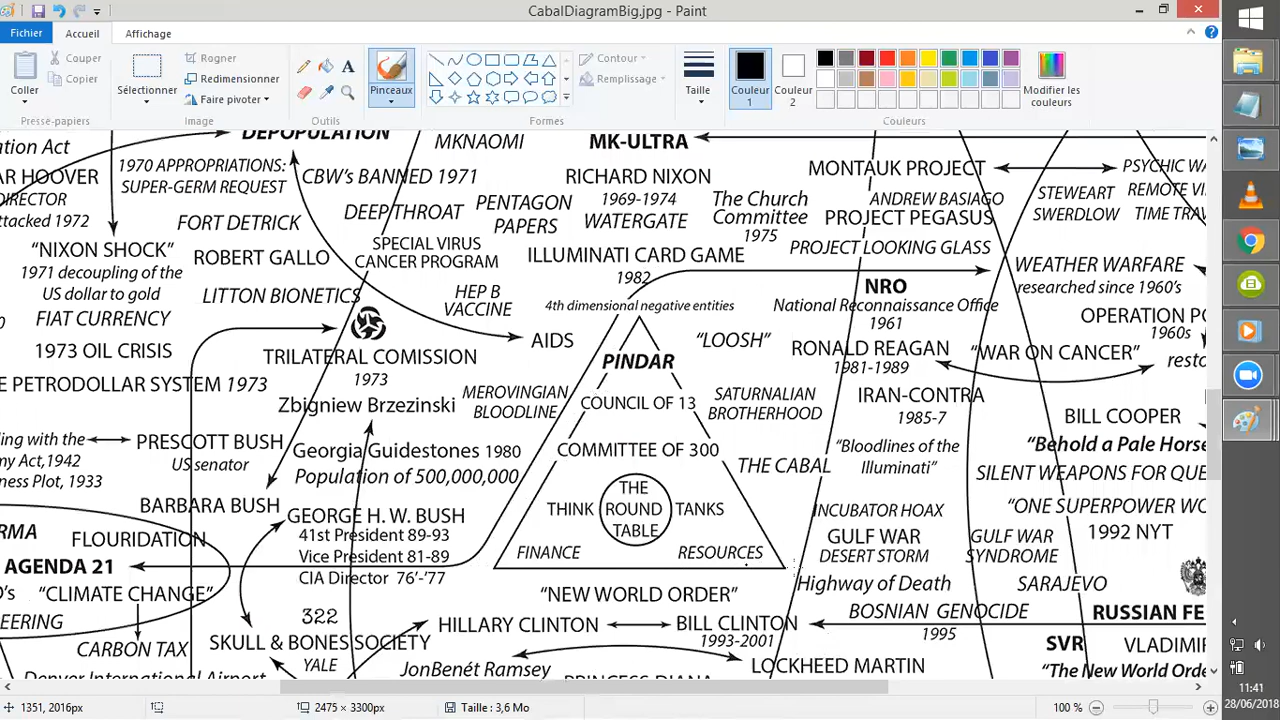 CabalDiagramBig.jpg - Paint
Fichier
Accueil
Affichage
Coller
Couper
Copier
Presse-papiers
Sélectionner
Rogner
Redimensionner
Faire pivoter
Image
Pinceaux
Outils
Contour
Remplissage
Formes
Taille
Couleur
1
Couleur
2
Modifier les
couleurs
Couleurs
DEPOPULATION
MKNAOMI
MK-ULTRA
tion Act
1970 APPROPRIATIONS:
SUPER-GERM REQUEST
CBW's BANNED 1971
RICHARD NIXON
1969-1974
WATERGATE
MONTAUK PROJECT
PSYCHIC WA
REMOTE VI
TIME TRAV
AR HOOVER
DIRECTOR
ttacked 1972
FORT DETRICK
DEEP THROAT
PENTAGON
PAPERS
The Church
Committee
1975
ANDREW BASIAGO
PROJECT PEGASUS
STEWEART
SWERDLOW
"NIXON SHOCK"
1971 decoupling of the
US dollar to gold
FIAT CURRENCY
ROBERT GALLO
SPECIAL VIRUS
CANCER PROGRAM
ILLUMINATI CARD GAME
1982
PROJECT LOOKING GLASS
WEATHER WARFARE
researched since 1960's
LITTON BIONETICS
HEP B
VACCINE
4th dimensional negative entities
NRO
National Reconnaissance Office
1961
OPERATION PO
1960s
1973 OIL CRISIS
AIDS
"LOOSH"
RONALD REAGAN
1981-1989
"WAR ON CANCER"
resto
TRILATERAL COMISSION
1973
PINDAR
E PETRODOLLAR SYSTEM 1973
Zbigniew Brzezinski
MEROVINGIAN
BLOODLINE
COUNCIL OF 13
SATURNALIAN
BROTHERHOOD
IRAN-CONTRA
1985-7
BILL COOPER
"Behold a Pale Horse
ling with the
my Act,1942
ness Plot, 1933
PRESCOTT BUSH
US senator
Georgia Guidestones 1980
Population of 500,000,000
COMMITTEE OF 300
THE CABAL
"Bloodlines of the
Illuminati"
SILENT WEAPONS FOR QUE
BARBARA BUSH
GEORGE H. W. BUSH
41st President 89-93
Vice President 81-89
CIA Director 76'-'77
THINK
THE
ROUND
TABLE
TANKS
INCUBATOR HOAX
"ONE SUPERPOWER WO
1992 NYT
RMA
FLOURIDATION
FINANCE
RESOURCES
GULF WAR
DESERT STORM
GULF WAR
SYNDROME
AGENDA 21
D's
"CLIMATE CHANGE"
EERING
"NEW WORLD ORDER"
Highway of Death
SARAJEVO
322
SKULL & BONES SOCIETY
YALE
HILLARY CLINTON
BILL CLINTON
1993-2001
BOSNIAN GENOCIDE
1995
RUSSIAN FE
CARBON TAX
SVR
VLADIMIR
"The New World Orde
Denver International Airport
JonBenét Ramsey
PRINCESS DIANA
LOCKHEED MARTIN
1351, 2016px
2475 × 3300px
Taille : 3,6 Mo
100 %
11:41
28/06/2018